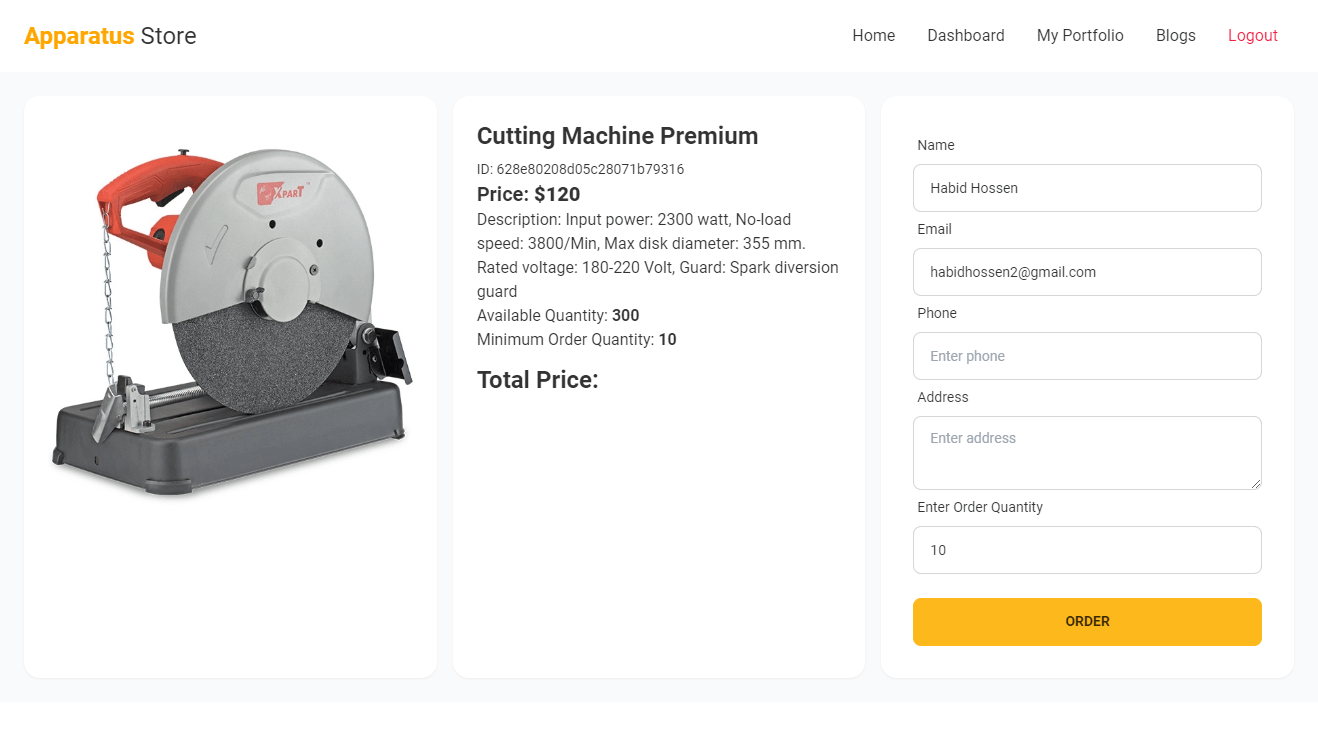 Apparatus Store
Home
Dashboard
My Portfolio
Blogs
Logout
XPART
Cutting Machine Premium
ID: 628e80208d05c28071b79316
Price: $120
Description: Input power: 2300 watt, No-load
speed: 3800/Min, Max disk diameter: 355 mm.
Rated voltage: 180-220 Volt, Guard: Spark diversion
guard
Available Quantity: 300
Minimum Order Quantity: 10
Total Price:
Name
Habid Hossen
Email
habidhossen2@gmail.com
Phone
Enter phone
Address
Enter address
Enter Order Quantity
10
ORDER